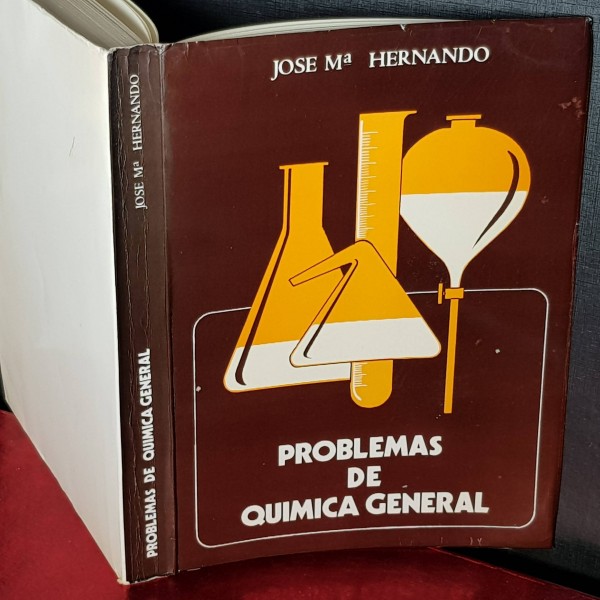 JOSE Mª HERNANDO
PROBLEMAS
DE
QUIMICA GENERAL
JOSE Mª HERNANDO
PROBLEMAS DE QUIMICA GENERAL